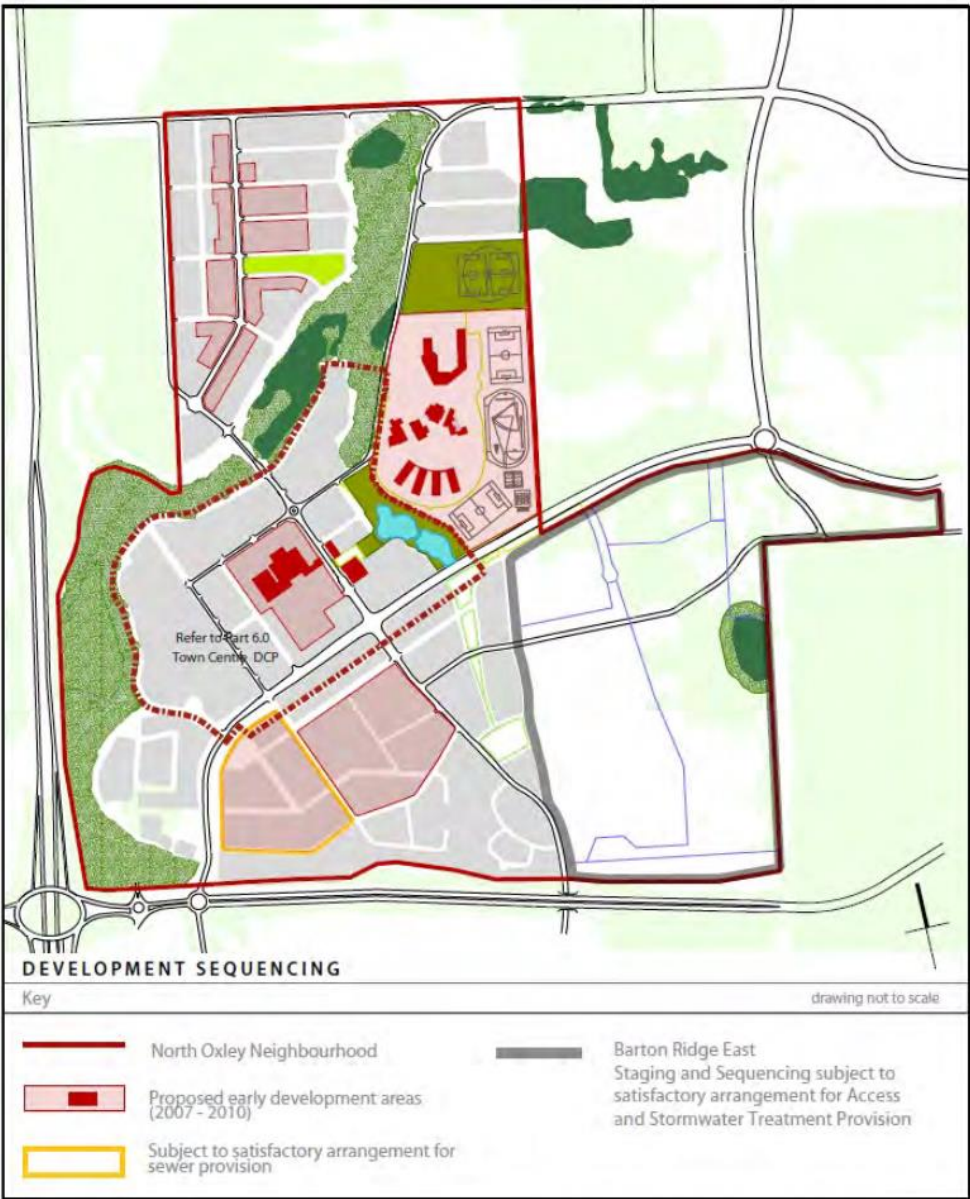 Refer to Part 6.0
Town Centre DCP
DEVELOPMENT SEQUENCING
Key
drawing not to scale
North Oxley Neighbourhood
Proposed early development areas
(2007 - 2010)
Subject to satisfactory arrangement for
sewer provision
Barton Ridge East
Staging and Sequencing subject to
satisfactory arrangement for Access
and Stormwater Treatment Provision